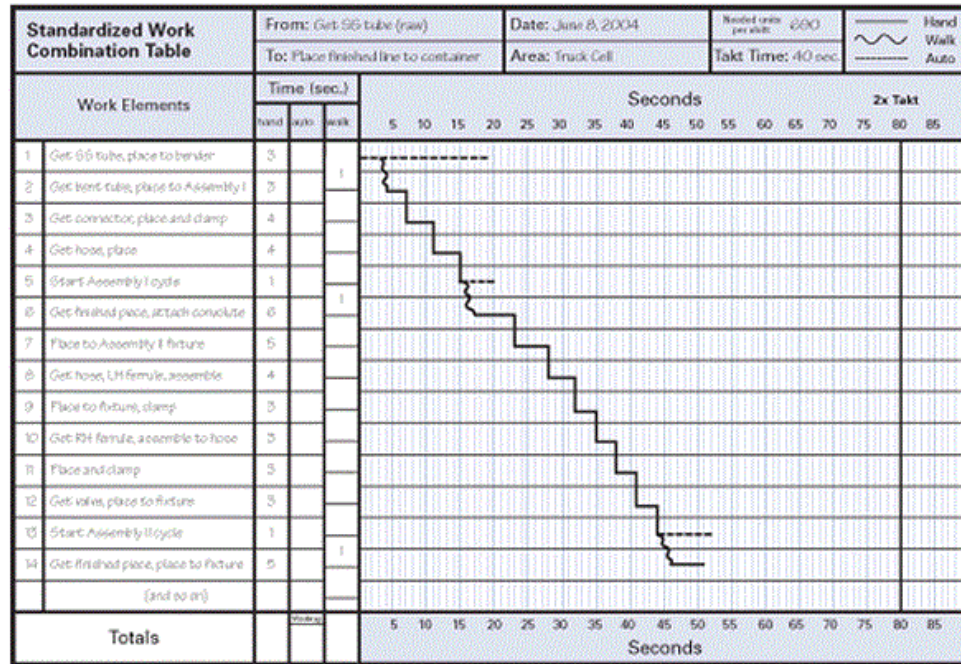 Standardized Work
Combination Table
From: Get SS tube (raw)
To: Place finished line to container
Date: June 8, 2004
Area: Truck Cell
Needed units
per shift: 690
Takt Time: 40 sec.
Hand
Walk
Auto
Work Elements
Time (sec.)
hand auto walk
Seconds
2x Takt
5 10 15 20 25 30 35 40 45 50 55 60 65 70 75 80 85
1 Get SS tube, place to bender 3
1
2 Get bent tube, place to Assembly I 3
3 Get connector, place and clamp 4
4 Get hose, place 4
5 Start Assembly I cycle 1
1
6 Get finished piece, attach convolute 6
7 Place to Assembly II fixture 5
8 Get hose, LH ferrule, assemble 4
9 Place to fixture, clamp 3
10 Get RH ferrule, assemble to hose 3
11 Place and clamp 3
12 Get valve, place to fixture 3
13 Start Assembly II cycle 1
1
14 Get finished piece, place to fixture 5
(and so on)
Totals
Waiting
5 10 15 20 25 30 35 40 45 50 55 60 65 70 75 80 85
Seconds